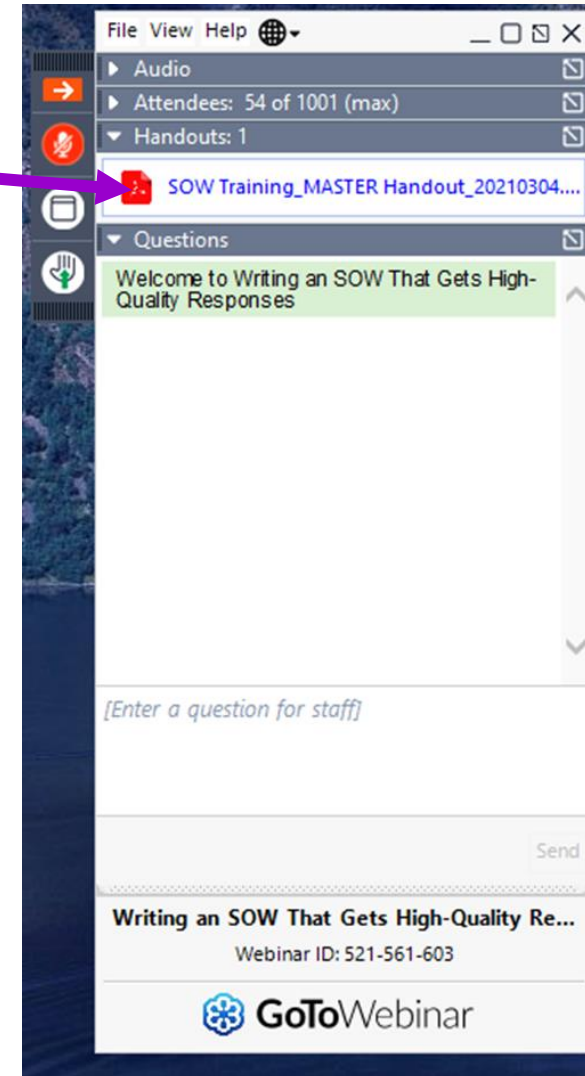 File View Help
Audio
Attendees: 54 of 1001 (max)
Handouts: 1
SOW Training_MASTER Handout_20210304....
Questions
Welcome to Writing an SOW That Gets High-
Quality Responses
[Enter a question for staff]
Send
Writing an SOW That Gets High-Quality Re...
Webinar ID: 521-561-603
GoToWebinar